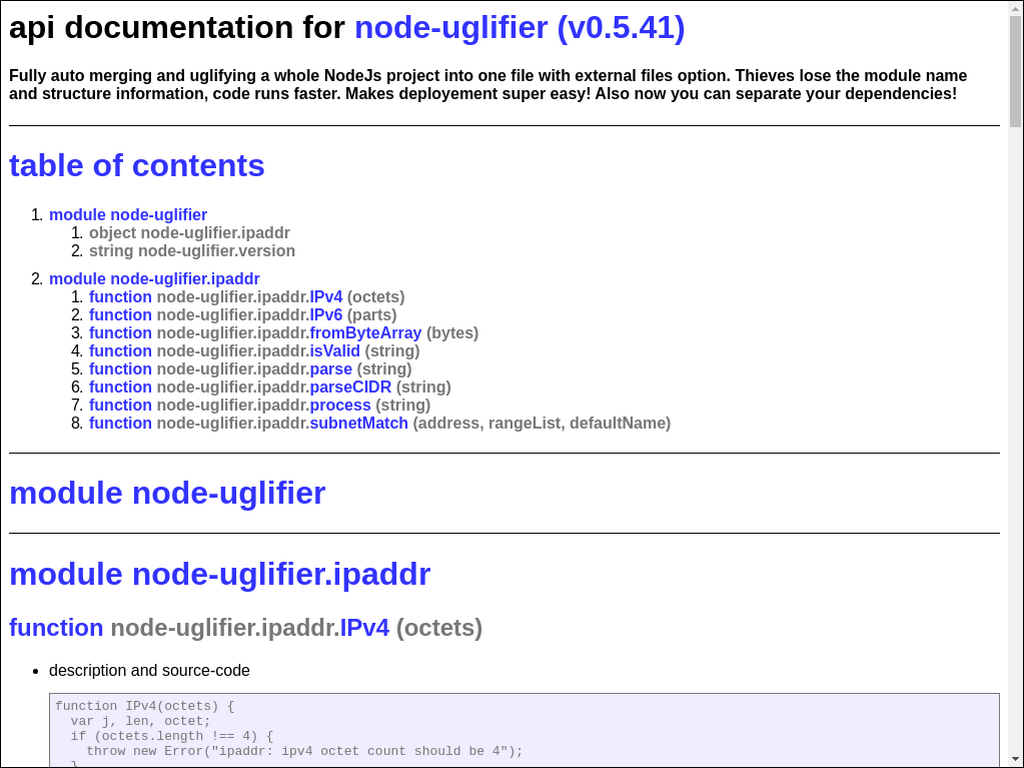 api documentation for node-uglifier (v0.5.41)
Fully auto merging and uglifying a whole NodeJs project into one file with external files option. Thieves lose the module name
and structure information, code runs faster. Makes deployement super easy! Also now you can separate your dependencies!
table of contents
1. module node-uglifier
1. object node-uglifier.ipaddr
2. string node-uglifier.version
2. module node-uglifier.ipaddr
1. function node-uglifier.ipaddr.IPv4 (octets)
2. function node-uglifier.ipaddr.IPv6 (parts)
3. function node-uglifier.ipaddr.fromByteArray (bytes)
4. function node-uglifier.ipaddr.isValid (string)
5. function node-uglifier.ipaddr.parse (string)
6. function node-uglifier.ipaddr.parseCIDR (string)
7. function node-uglifier.ipaddr.process (string)
8. function node-uglifier.ipaddr.subnetMatch (address, rangeList, defaultName)
module node-uglifier
module node-uglifier.ipaddr
function node-uglifier.ipaddr.IPv4 (octets)
• description and source-code
function IPv4(octets) {
  var j, len, octet;
  if (octets.length !== 4) {
    throw new Error("ipaddr: ipv4 octet count should be 4");
  }